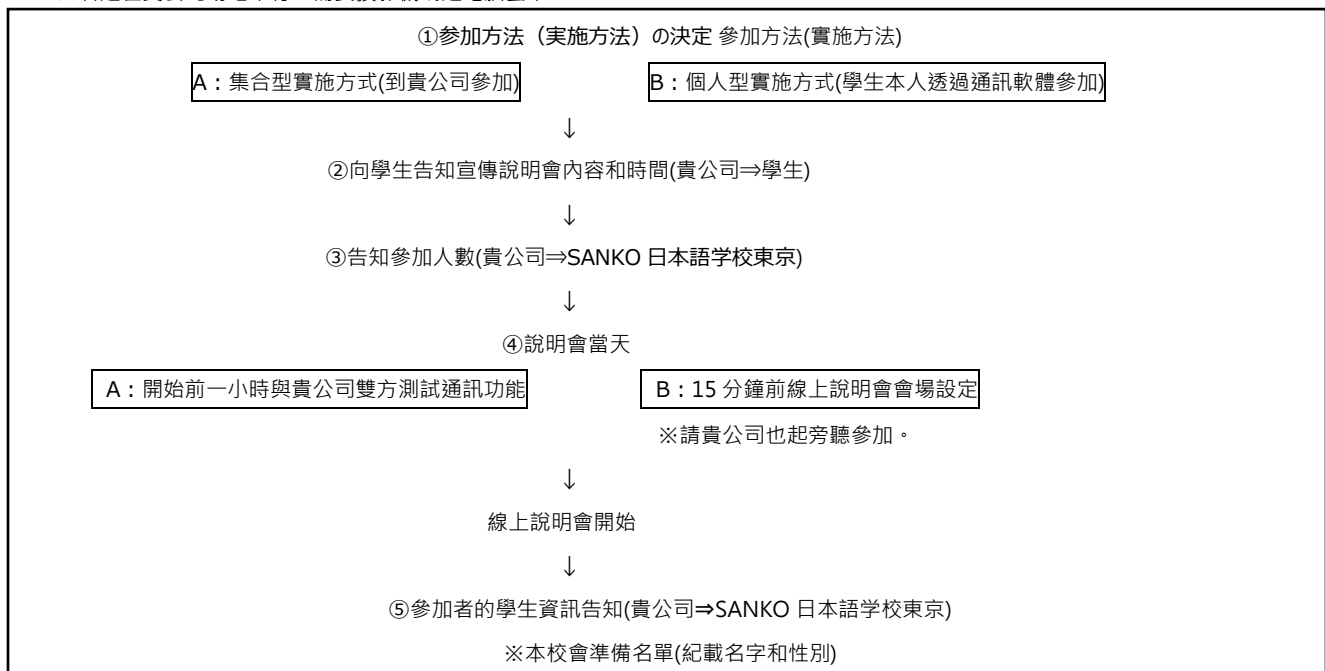 ①参加方法（実施方法）の決定 參加方法(實施方法)
A：集合型實施方式(到貴公司參加)
B：個人型實施方式(學生本人透過通訊軟體參加)
↓
②向學生告知宣傳說明會內容和時間(貴公司⇒學生)
↓
③告知參加人數(貴公司⇒SANKO 日本語学校東京)
↓
④說明會當天
A：開始前一小時與貴公司雙方測試通訊功能
B：15 分鐘前線上說明會會場設定
※請貴公司也起旁聽參加。
↓
線上說明會開始
↓
⑤參加者的學生資訊告知(貴公司⇒SANKO 日本語学校東京)
※本校會準備名單(紀載名字和性別)